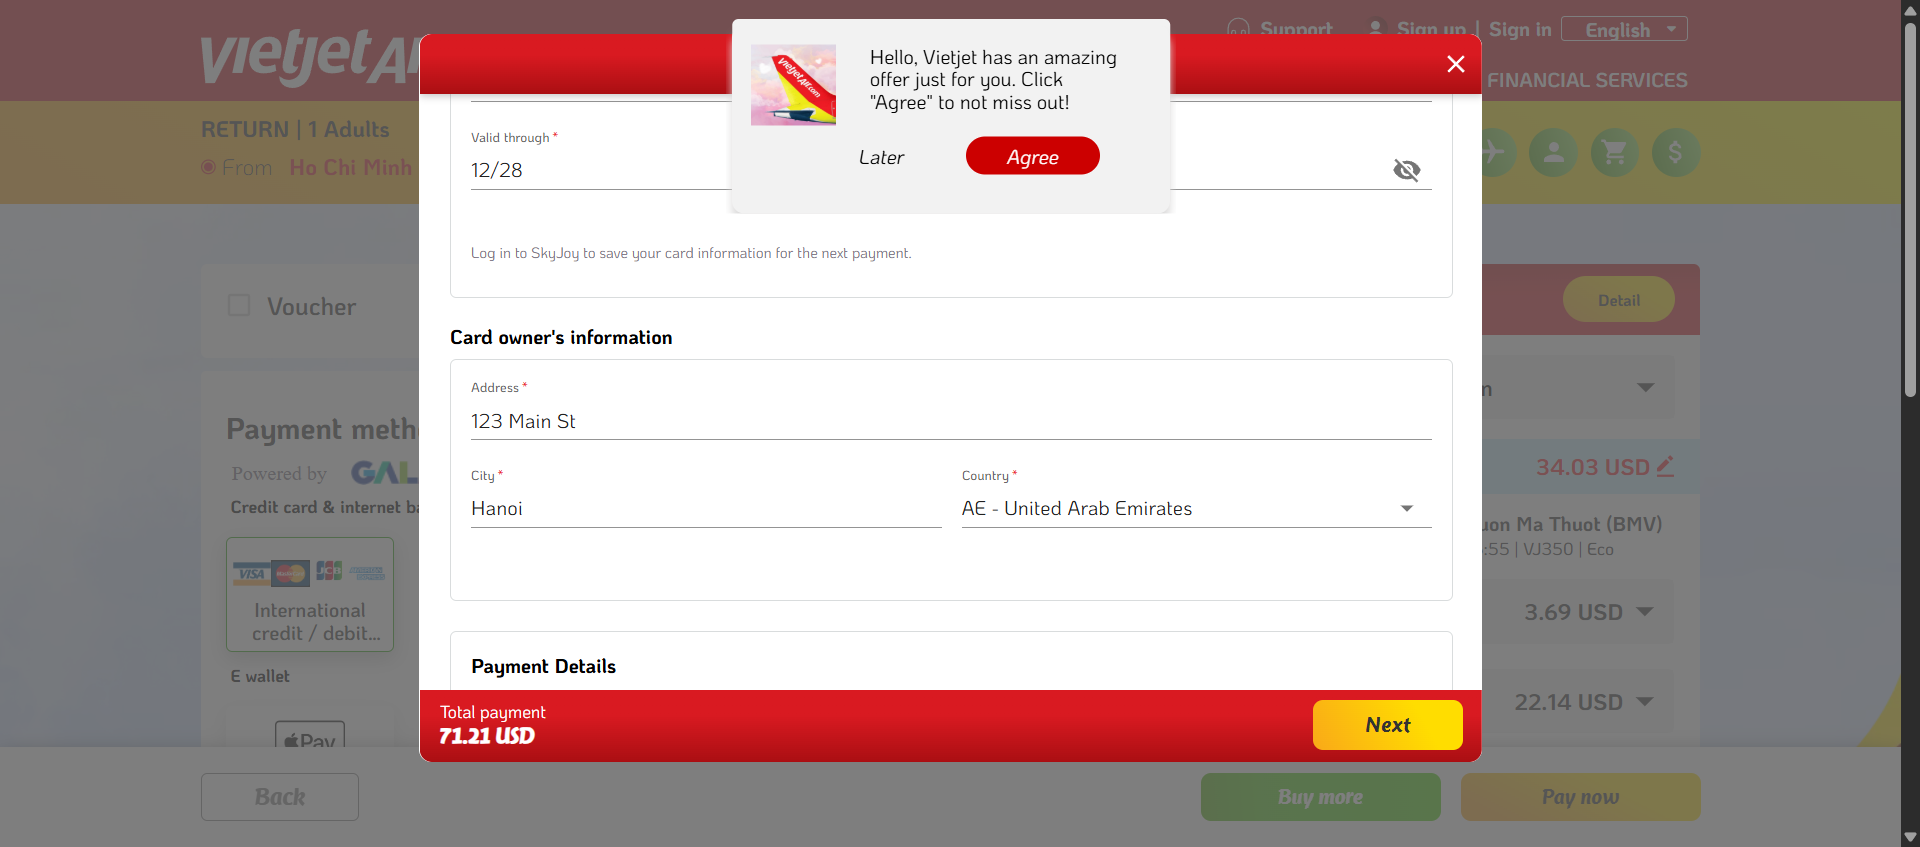 vietjetAi
Support
Sign up | Sign in
English
FINANCIAL SERVICES
Hello, Vietjet has an amazing
offer just for you. Click
"Agree" to not miss out!
Later
Agree
vietjetAir.com
RETURN | 1 Adults
From Ho Chi Minh
Valid through *
12/28
Log in to SkyJoy to save your card information for the next payment.
Voucher
Detail
Card owner's information
Address *
123 Main St
City *
Hanoi
Country *
AE - United Arab Emirates
Payment meth
Powered by GAL
Credit card & internet ba
VISA
MasterCard
JCB
International
credit / debit...
E wallet
Pay
34.03 USD
uon Ma Thuot (BMV)
:55 | VJ350 | Eco
3.69 USD
22.14 USD
Payment Details
Total payment
71.21 USD
Next
Back
Buy more
Pay now